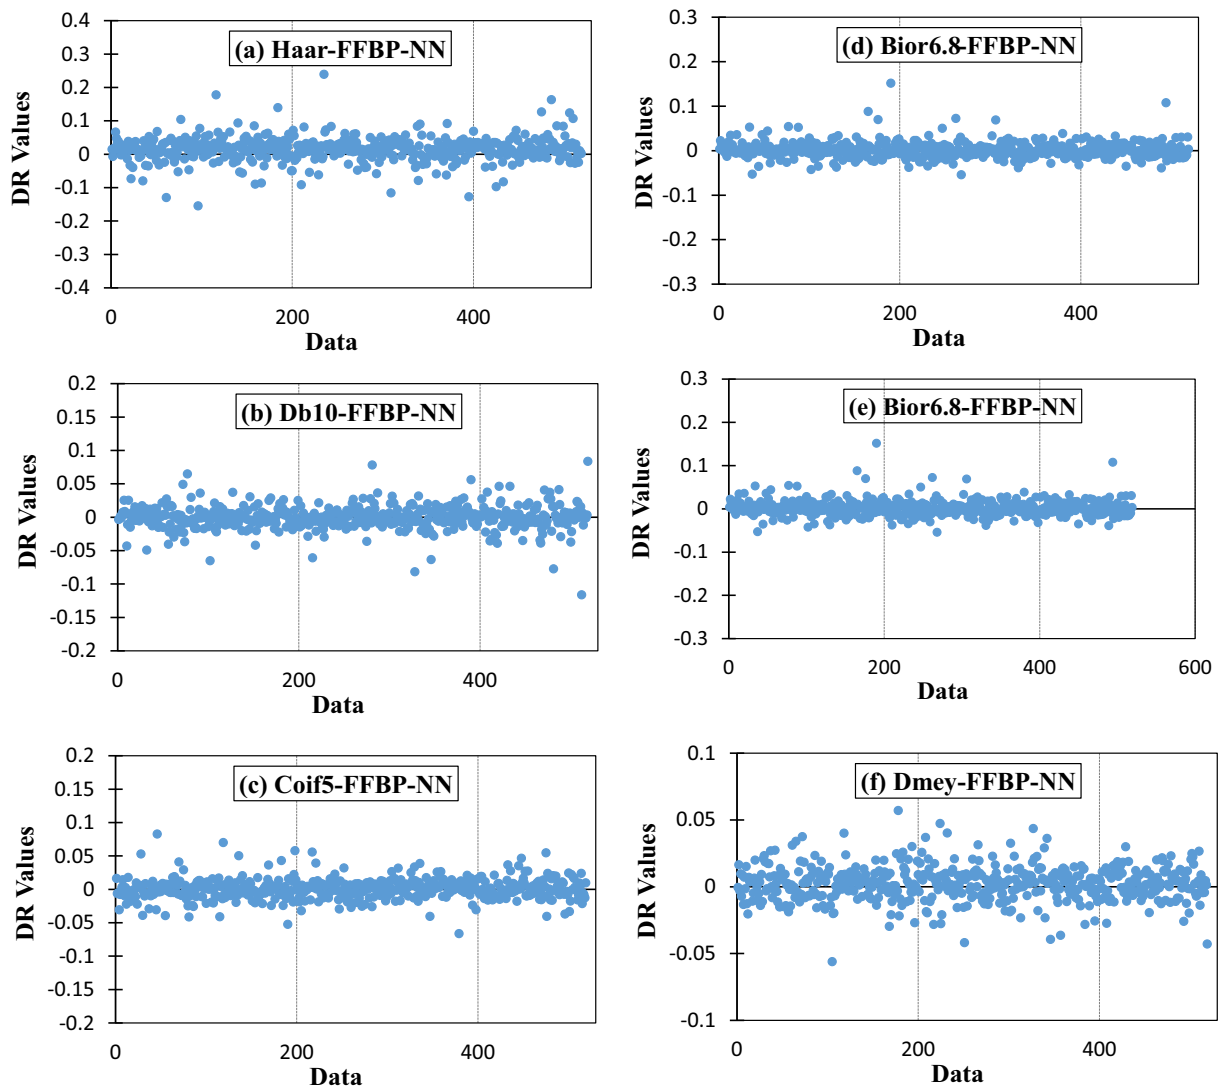 (a) Haar-FFBP-NN
DR Values
0.4
0.3
0.2
0.1
0
-0.1
-0.2
-0.3
-0.4
0 200 400
Data
(d) Bior6.8-FFBP-NN
DR Values
0.3
0.2
0.1
0
-0.1
-0.2
-0.3
0 200 400
Data
(b) Db10-FFBP-NN
DR Values
0.2
0.15
0.1
0.05
0
-0.05
-0.1
-0.15
-0.2
0 200 400
Data
(e) Bior6.8-FFBP-NN
DR Values
0.3
0.2
0.1
0
-0.1
-0.2
-0.3
0 200 400 600
Data
(c) Coif5-FFBP-NN
DR Values
0.2
0.15
0.1
0.05
0
-0.05
-0.1
-0.15
-0.2
0 200 400
Data
(f) Dmey-FFBP-NN
DR Values
0.1
0.05
0
-0.05
-0.1
0 200 400
Data